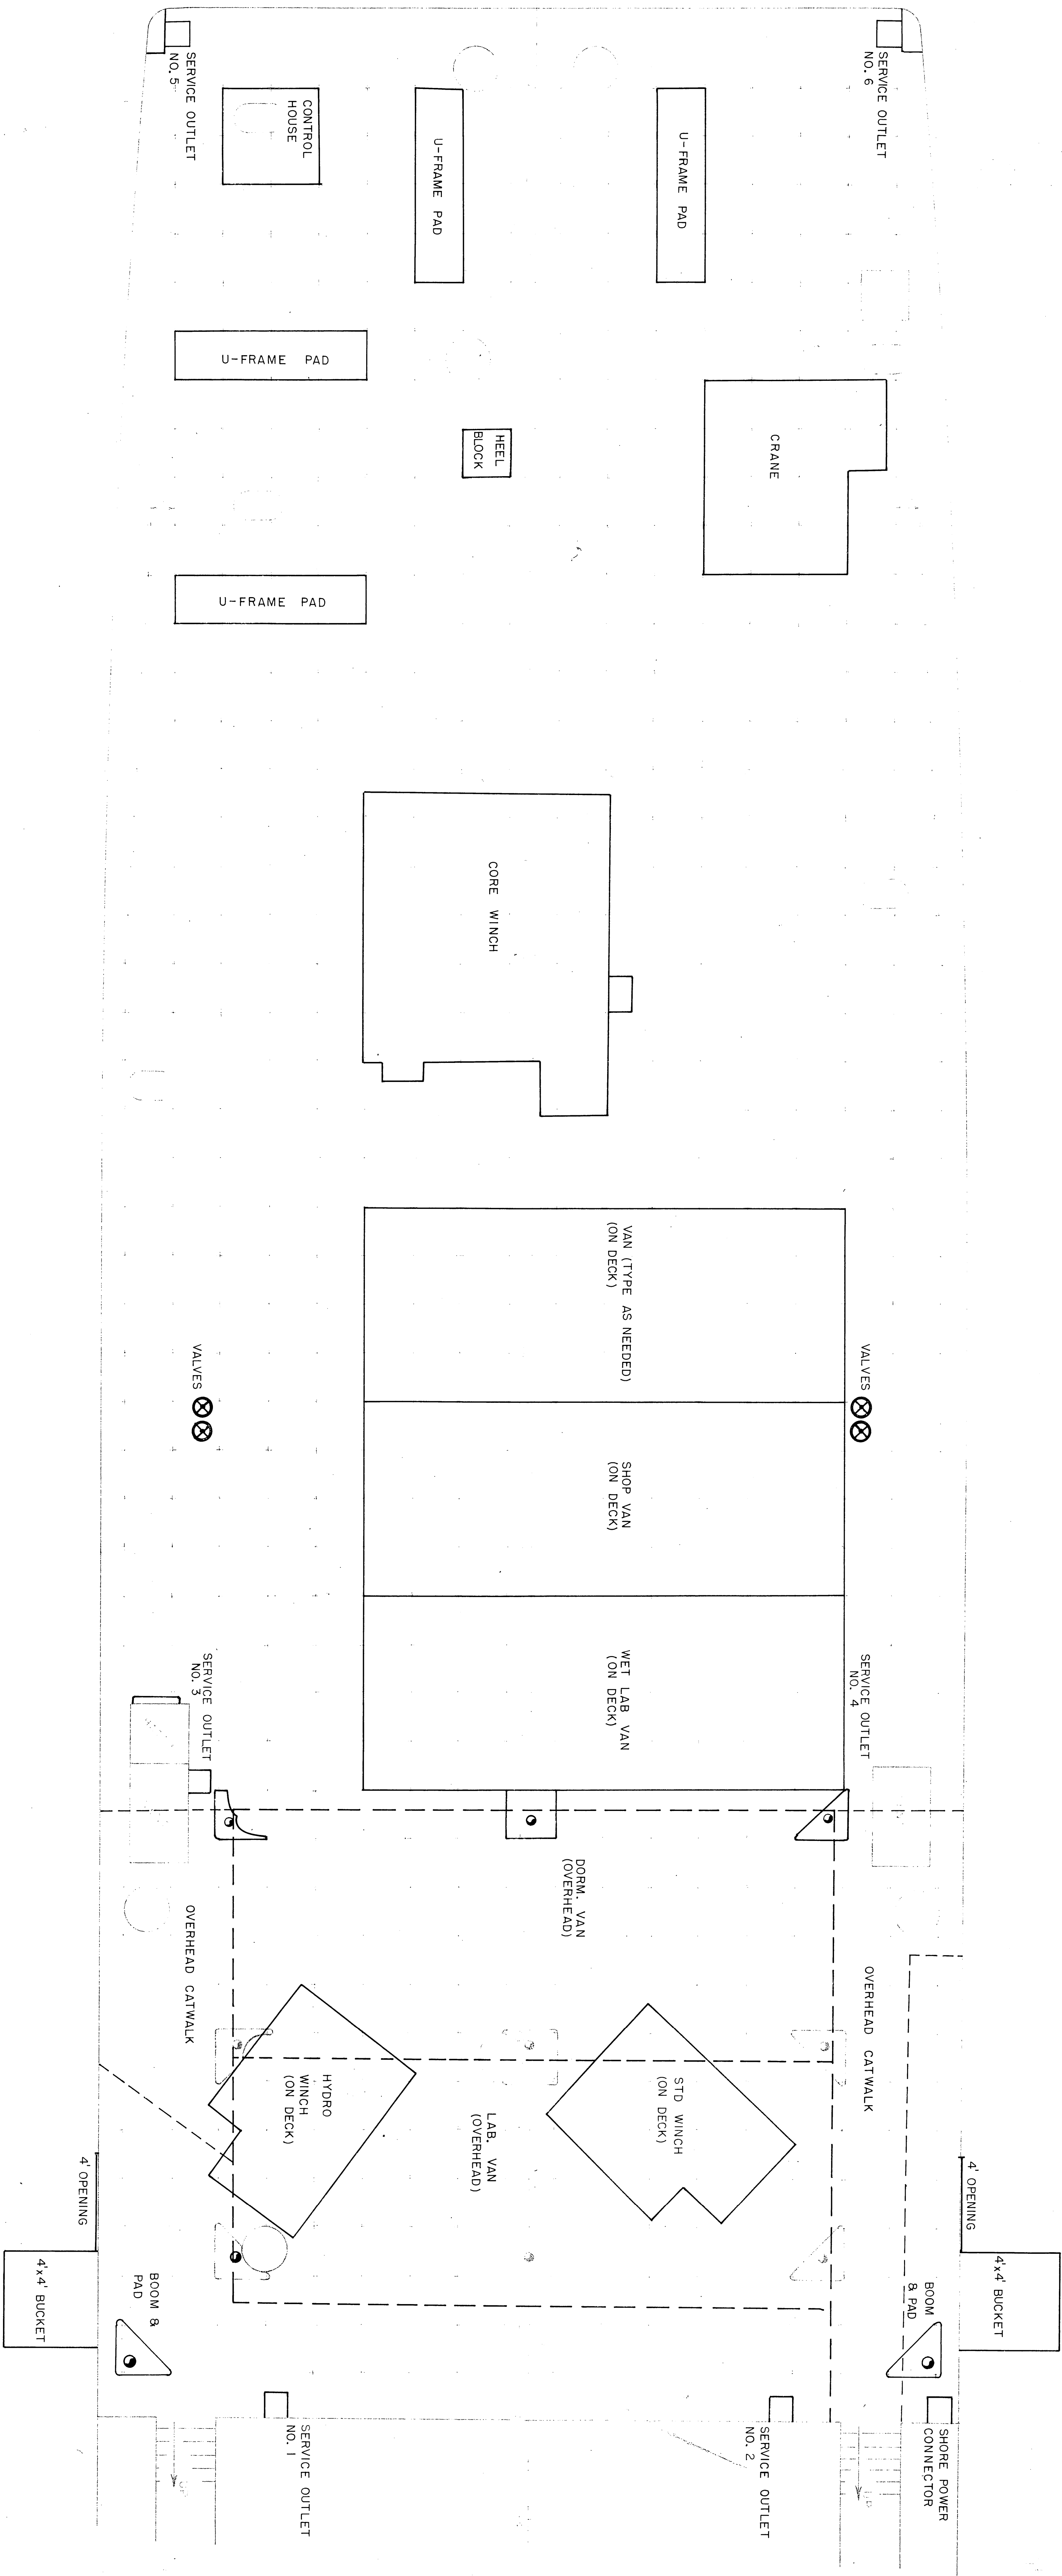 SERVICE OUTLET
NO. 5
SERVICE OUTLET
NO. 6
CONTROL
HOUSE
U-FRAME PAD
U-FRAME PAD
U-FRAME PAD
HEEL
BLOCK
CRANE
U-FRAME PAD
CORE WINCH
VAN (TYPE AS NEEDED)
(ON DECK)
VALVES
VALVES
SHOP VAN
(ON DECK)
SERVICE OUTLET
NO. 3
WET LAB VAN
(ON DECK)
SERVICE OUTLET
NO. 4
DORM. VAN
(OVERHEAD)
OVERHEAD CATWALK
OVERHEAD CATWALK
HYDRO
WINCH
(ON DECK)
STD WINCH
(ON DECK)
LAB. VAN
(OVERHEAD)
4' OPENING
4' OPENING
4'x4' BUCKET
BOOM &
PAD
BOOM
& PAD
4'x4' BUCKET
SERVICE OUTLET
NO. 1
SERVICE OUTLET
NO. 2
SHORE POWER
CONNECTOR
UP
UP